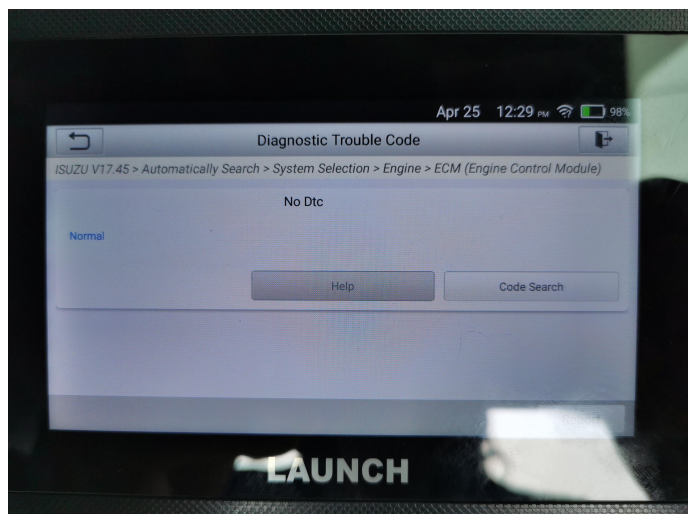 Apr 25 12:29 PM 98%
Diagnostic Trouble Code
ISUZU V17.45 > Automatically Search > System Selection > Engine > ECM (Engine Control Module)
No Dtc
Normal
Help
Code Search
LAUNCH